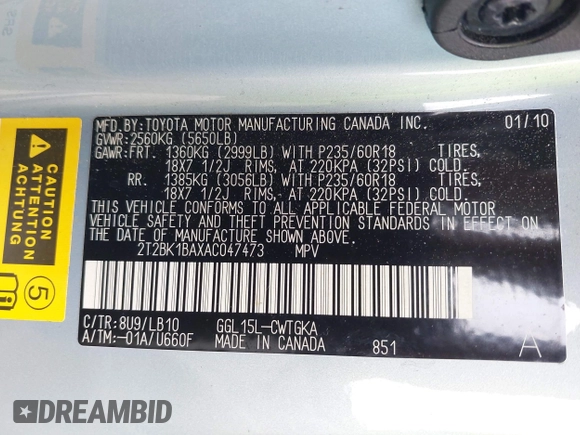 SPS
MFD.BY:TOYOTA MOTOR MANUFACTURING CANADA INC. 01/10
GVWR:2560KG (5650LB)
GAWR:FRT. 1360KG (2999LB) WITH P235/60R18 TIRES,
18X7 1/2J RIMS, AT 220KPA (32PSI) COLD.
RR. 1385KG (3056LB) WITH P235/60R18 TIRES,
18X7 1/2J RIMS, AT 220KPA (32PSI) COLD.
THIS VEHICLE CONFORMS TO ALL APPLICABLE FEDERAL MOTOR
VEHICLE SAFETY AND THEFT PREVENTION STANDARDS IN EFFECT ON
THE DATE OF MANUFACTURE SHOWN ABOVE.
2T2BK1BAXAC047473 MPV
C/TR:8U9/LB10 GGL15L-CWTGKA
A/TM:-01A/U660F MADE IN CANADA 851 A
CAUTION
ATTENTION
5
DREAMBID